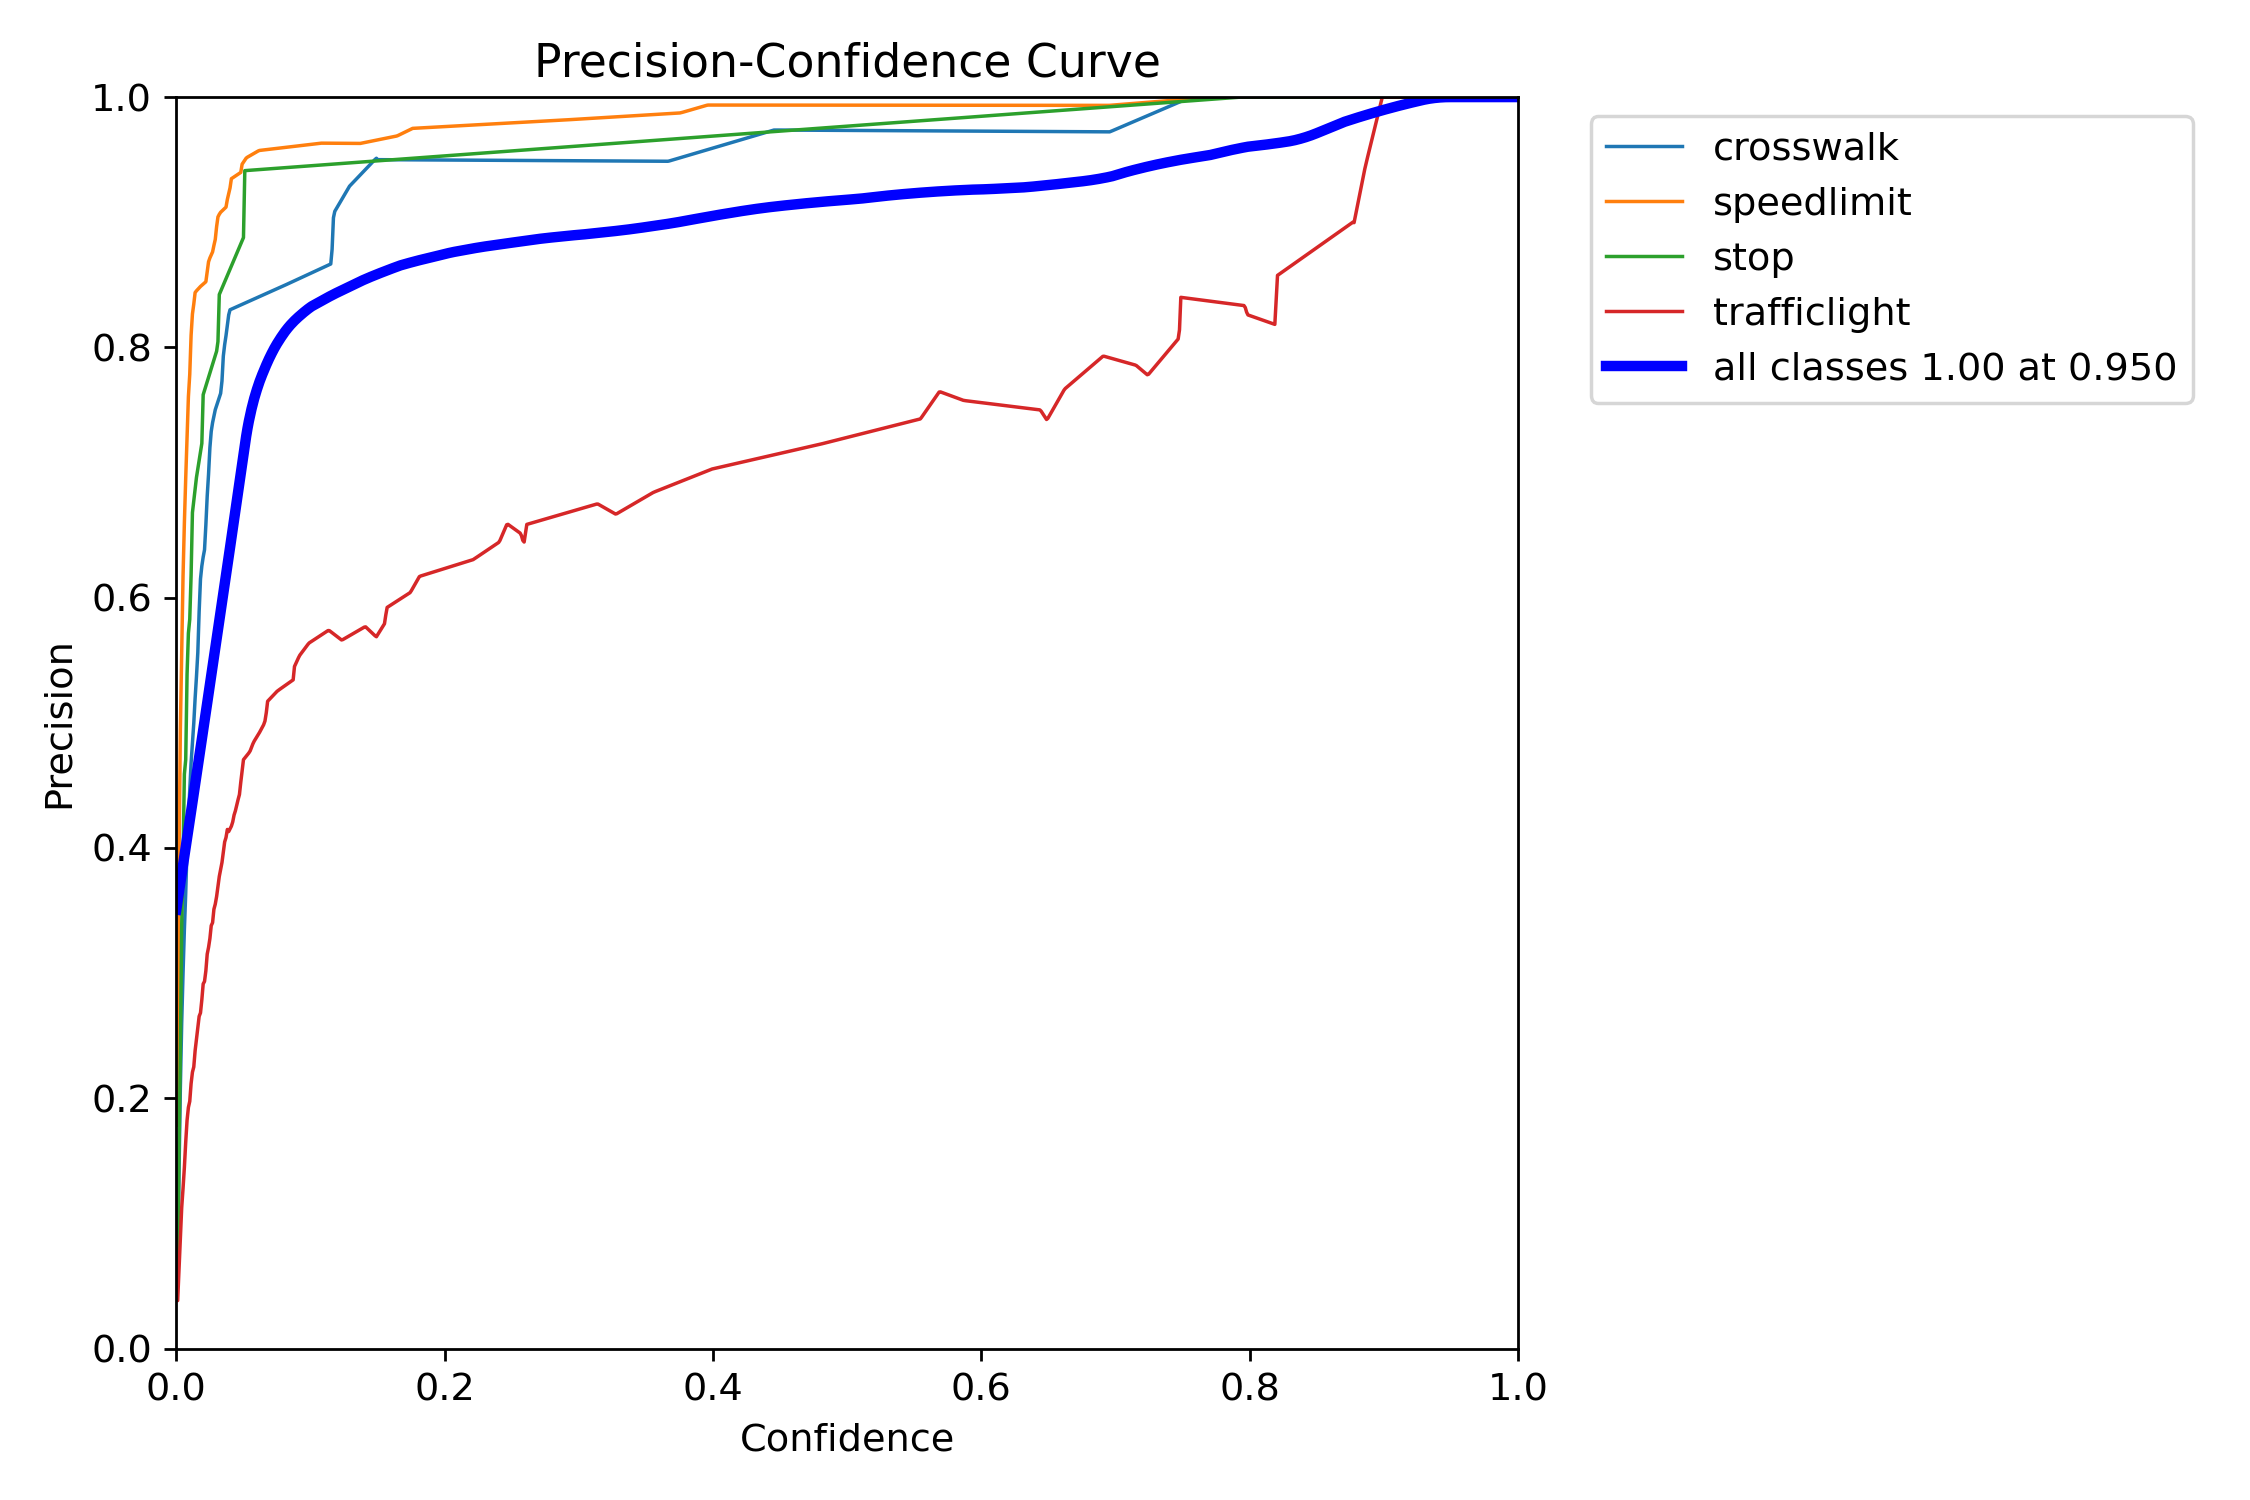 Precision-Confidence Curve
1.0
0.8
0.6
0.4
0.2
0.0
Precision
0.0 0.2 0.4 0.6 0.8 1.0
Confidence
crosswalk
speedlimit
stop
trafficlight
all classes 1.00 at 0.950